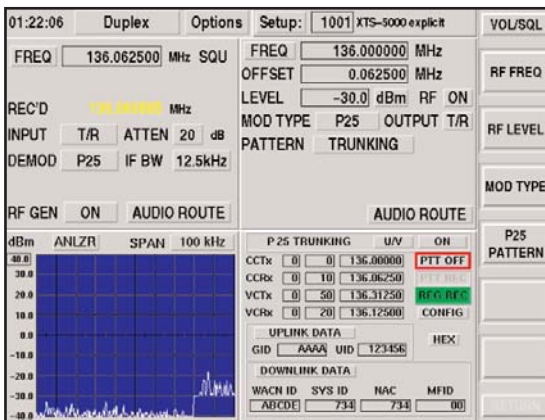 01:22:06 Duplex Options Setup: 1001 XTS-5000 explicit
VOL/SQL
FREQ 136.062500 MHz SQU
REC'D MHz
INPUT T/R ATTEN 20 dB
DEMOD P25 IF BW 12.5kHz
RF GEN ON AUDIO ROUTE
FREQ 136.000000 MHz
OFFSET 0.062500 MHz
LEVEL -30.0 dBm RF ON
MOD TYPE P25 OUTPUT T/R
PATTERN TRUNKING
AUDIO ROUTE
RF FREQ
RF LEVEL
MOD TYPE
P25
PATTERN
dBm ANLZR SPAN 100 kHz
40.0
30.0
20.0
10.0
0.0
-10.0
-20.0
-30.0
-40.0
P25 TRUNKING U/V ON
CCTx 0 0 136.00000 PTT OFF
CCRx 0 10 136.06250 PTT REC
VCTx 0 50 136.31250 REG REC
VCRx 0 20 136.12500 CONFIG
UPLINK DATA HEX
GID AAAA UID 123456
DOWNLINK DATA
WACN ID SYS ID NAC MFID
ABCDE 734 734 00
RETURN